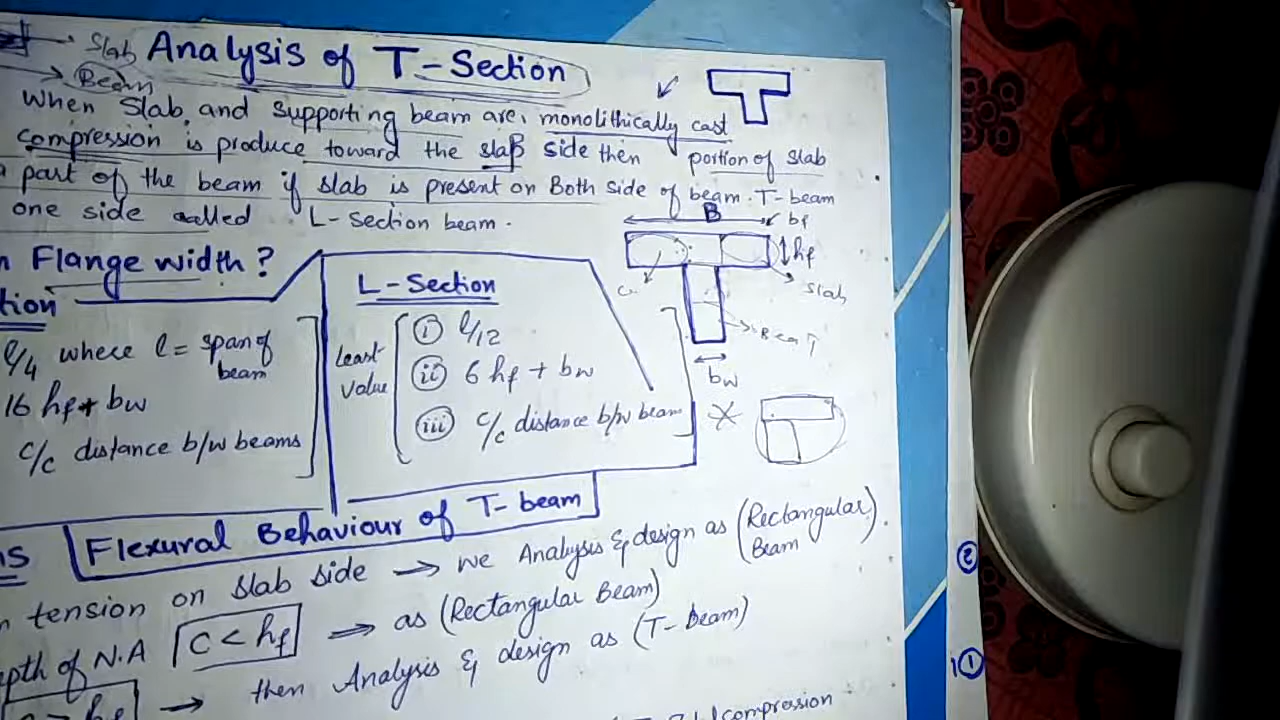 Slab Analysis of T-Section
Beam
When Slab, and supporting beam are, monolithically cast
compression is produce toward the slab side then portion of slab
part of the beam if slab is present on Both side of beam. T-beam
one side called L-Section beam.
B
bf
hf
Slab
Beam
bw
Flange width?
tion
l/4 where l = span of
beam
16 hf + bw
c/c distance b/w beams
L-Section
Least
value
(i) l/12
(ii) 6 hf + bw
(iii) c/c distance b/w beam
Flexural Behaviour of T-beam
tension on slab side → we Analysis & design as (Rectangular
Beam)
pth of N.A c < hf ⇒ as (Rectangular Beam)
hf → then Analysis & design as (T-Beam)
compression
②
①